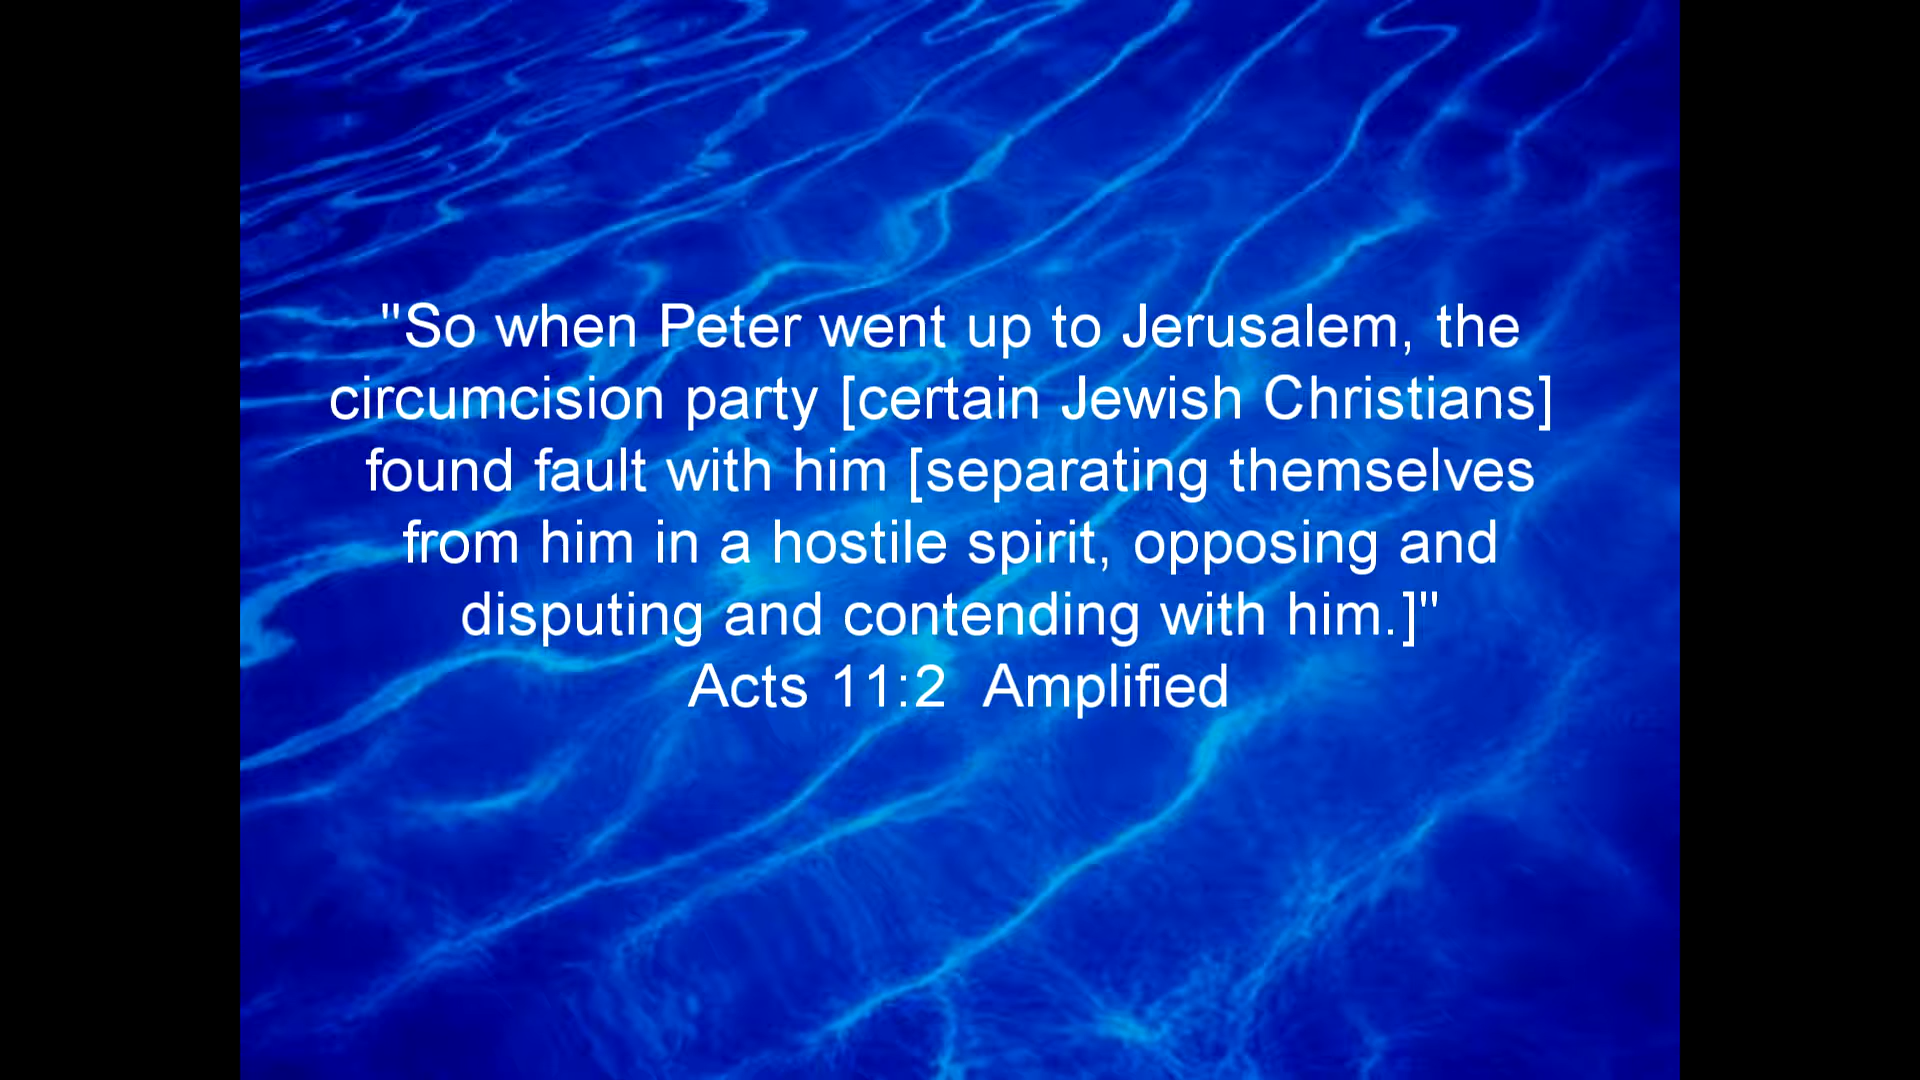 "So when Peter went up to Jerusalem, the
circumcision party [certain Jewish Christians]
found fault with him [separating themselves
from him in a hostile spirit, opposing and
disputing and contending with him.]"
Acts 11:2  Amplified